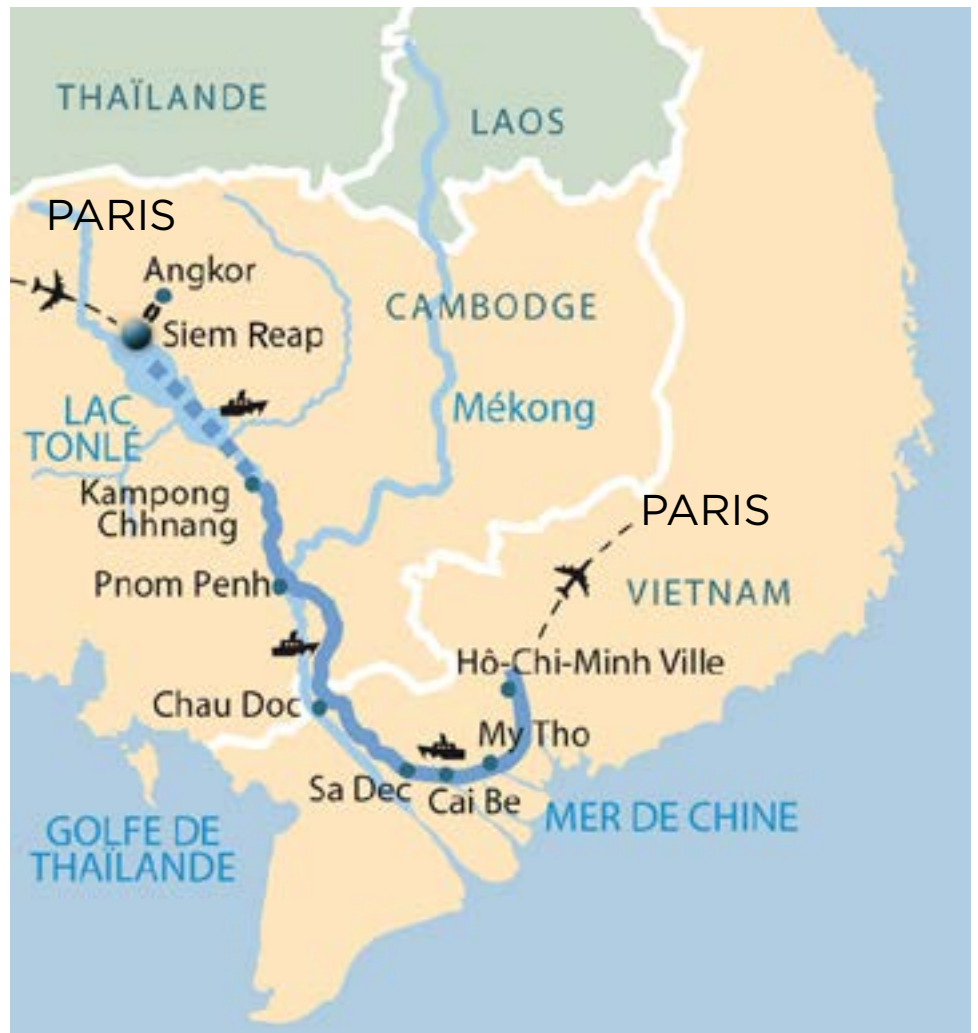 THAÏLANDE
LAOS
PARIS
Angkor
CAMBODGE
Siem Reap
LAC
TONLÉ
Mékong
Kampong
Chhnang
PARIS
Pnom Penh
VIETNAM
Hô-Chi-Minh Ville
Chau Doc
My Tho
Sa Dec
Cai Be
MER DE CHINE
GOLFE DE
THAÏLANDE